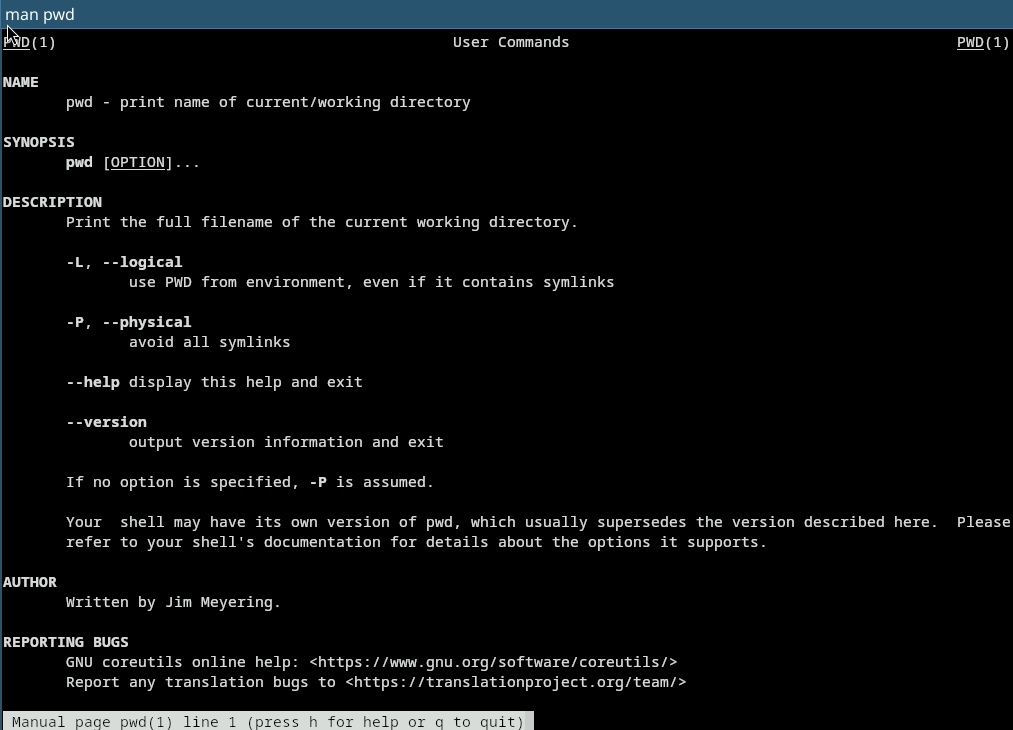 man pwd
PWD(1) User Commands PWD(1)
NAME
pwd - print name of current/working directory
SYNOPSIS
pwd [OPTION]...
DESCRIPTION
Print the full filename of the current working directory.
-L, --logical
use PWD from environment, even if it contains symlinks
-P, --physical
avoid all symlinks
--help display this help and exit
--version
output version information and exit
If no option is specified, -P is assumed.
Your  shell may have its own version of pwd, which usually supersedes the version described here.  Please
refer to your shell's documentation for details about the options it supports.
AUTHOR
Written by Jim Meyering.
REPORTING BUGS
GNU coreutils online help: <https://www.gnu.org/software/coreutils/>
Report any translation bugs to <https://translationproject.org/team/>
Manual page pwd(1) line 1 (press h for help or q to quit)